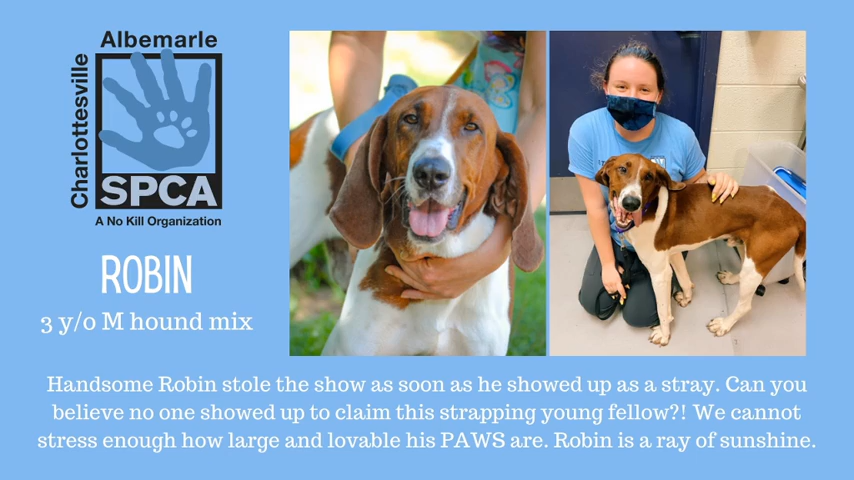 Albemarle
Charlottesville
SPCA
A No Kill Organization
ROBIN
3 y/o M hound mix
Handsome Robin stole the show as soon as he showed up as a stray. Can you
believe no one showed up to claim this strapping young fellow?! We cannot
stress enough how large and lovable his PAWS are. Robin is a ray of sunshine.